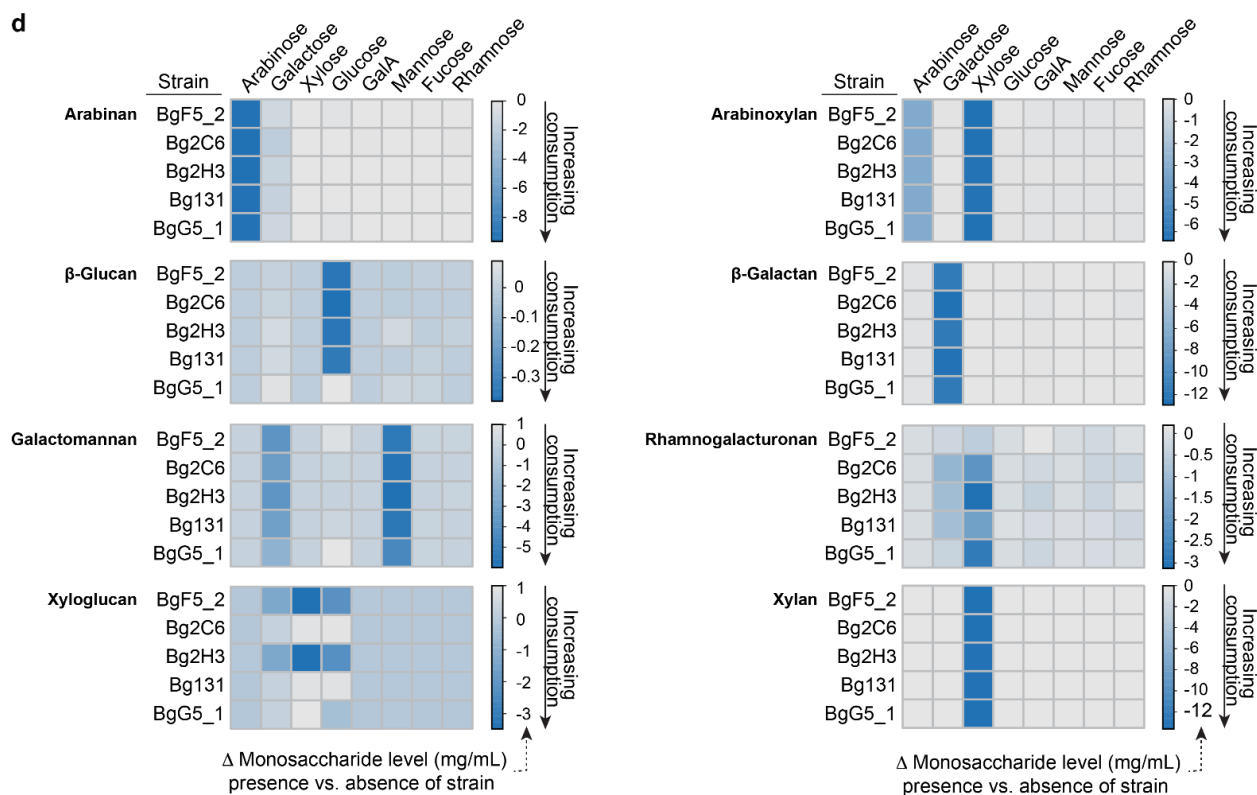 d
Arabinose
Galactose
Xylose
Glucose
GalA
Mannose
Fucose
Rhamnose
Strain
Arabinan
BgF5_2
Bg2C6
Bg2H3
Bg131
BgG5_1
0
-2
-4
-6
-8
Increasing
consumption
β-Glucan
BgF5_2
Bg2C6
Bg2H3
Bg131
BgG5_1
0
-0.1
-0.2
-0.3
Increasing
consumption
Galactomannan
BgF5_2
Bg2C6
Bg2H3
Bg131
BgG5_1
1
0
-1
-2
-3
-4
-5
Increasing
consumption
Xyloglucan
BgF5_2
Bg2C6
Bg2H3
Bg131
BgG5_1
1
0
-1
-2
-3
Increasing
consumption
Δ Monosaccharide level (mg/mL)
presence vs. absence of strain
Arabinose
Galactose
Xylose
Glucose
GalA
Mannose
Fucose
Rhamnose
Strain
Arabinoxylan
BgF5_2
Bg2C6
Bg2H3
Bg131
BgG5_1
0
-1
-2
-3
-4
-5
-6
Increasing
consumption
β-Galactan
BgF5_2
Bg2C6
Bg2H3
Bg131
BgG5_1
0
-2
-4
-6
-8
-10
-12
Increasing
consumption
Rhamnogalacturonan
BgF5_2
Bg2C6
Bg2H3
Bg131
BgG5_1
0
-0.5
-1
-1.5
-2
-2.5
-3
Increasing
consumption
Xylan
BgF5_2
Bg2C6
Bg2H3
Bg131
BgG5_1
0
-2
-4
-6
-8
-10
-12
Increasing
consumption
Δ Monosaccharide level (mg/mL)
presence vs. absence of strain